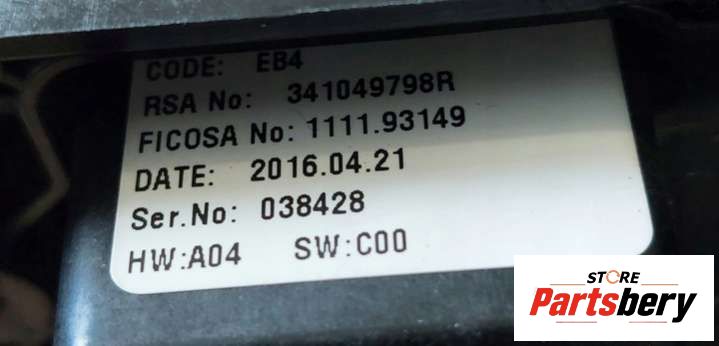 CODE: EB4
RSA No: 341049798R
FICOSA No: 1111.93149
DATE: 2016.04.21
Ser.No: 038428
HW:A04 SW:C00
STORE
Partsbery